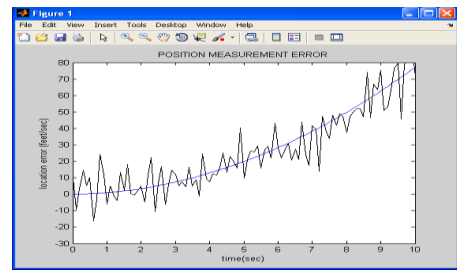 Figure 1
File Edit View Insert Tools Desktop Window Help
POSITION MEASUREMENT ERROR
80
70
60
50
40
30
20
10
0
-10
-20
-30
location error (feet/sec)
0 1 2 3 4 5 6 7 8 9 10
time(sec)